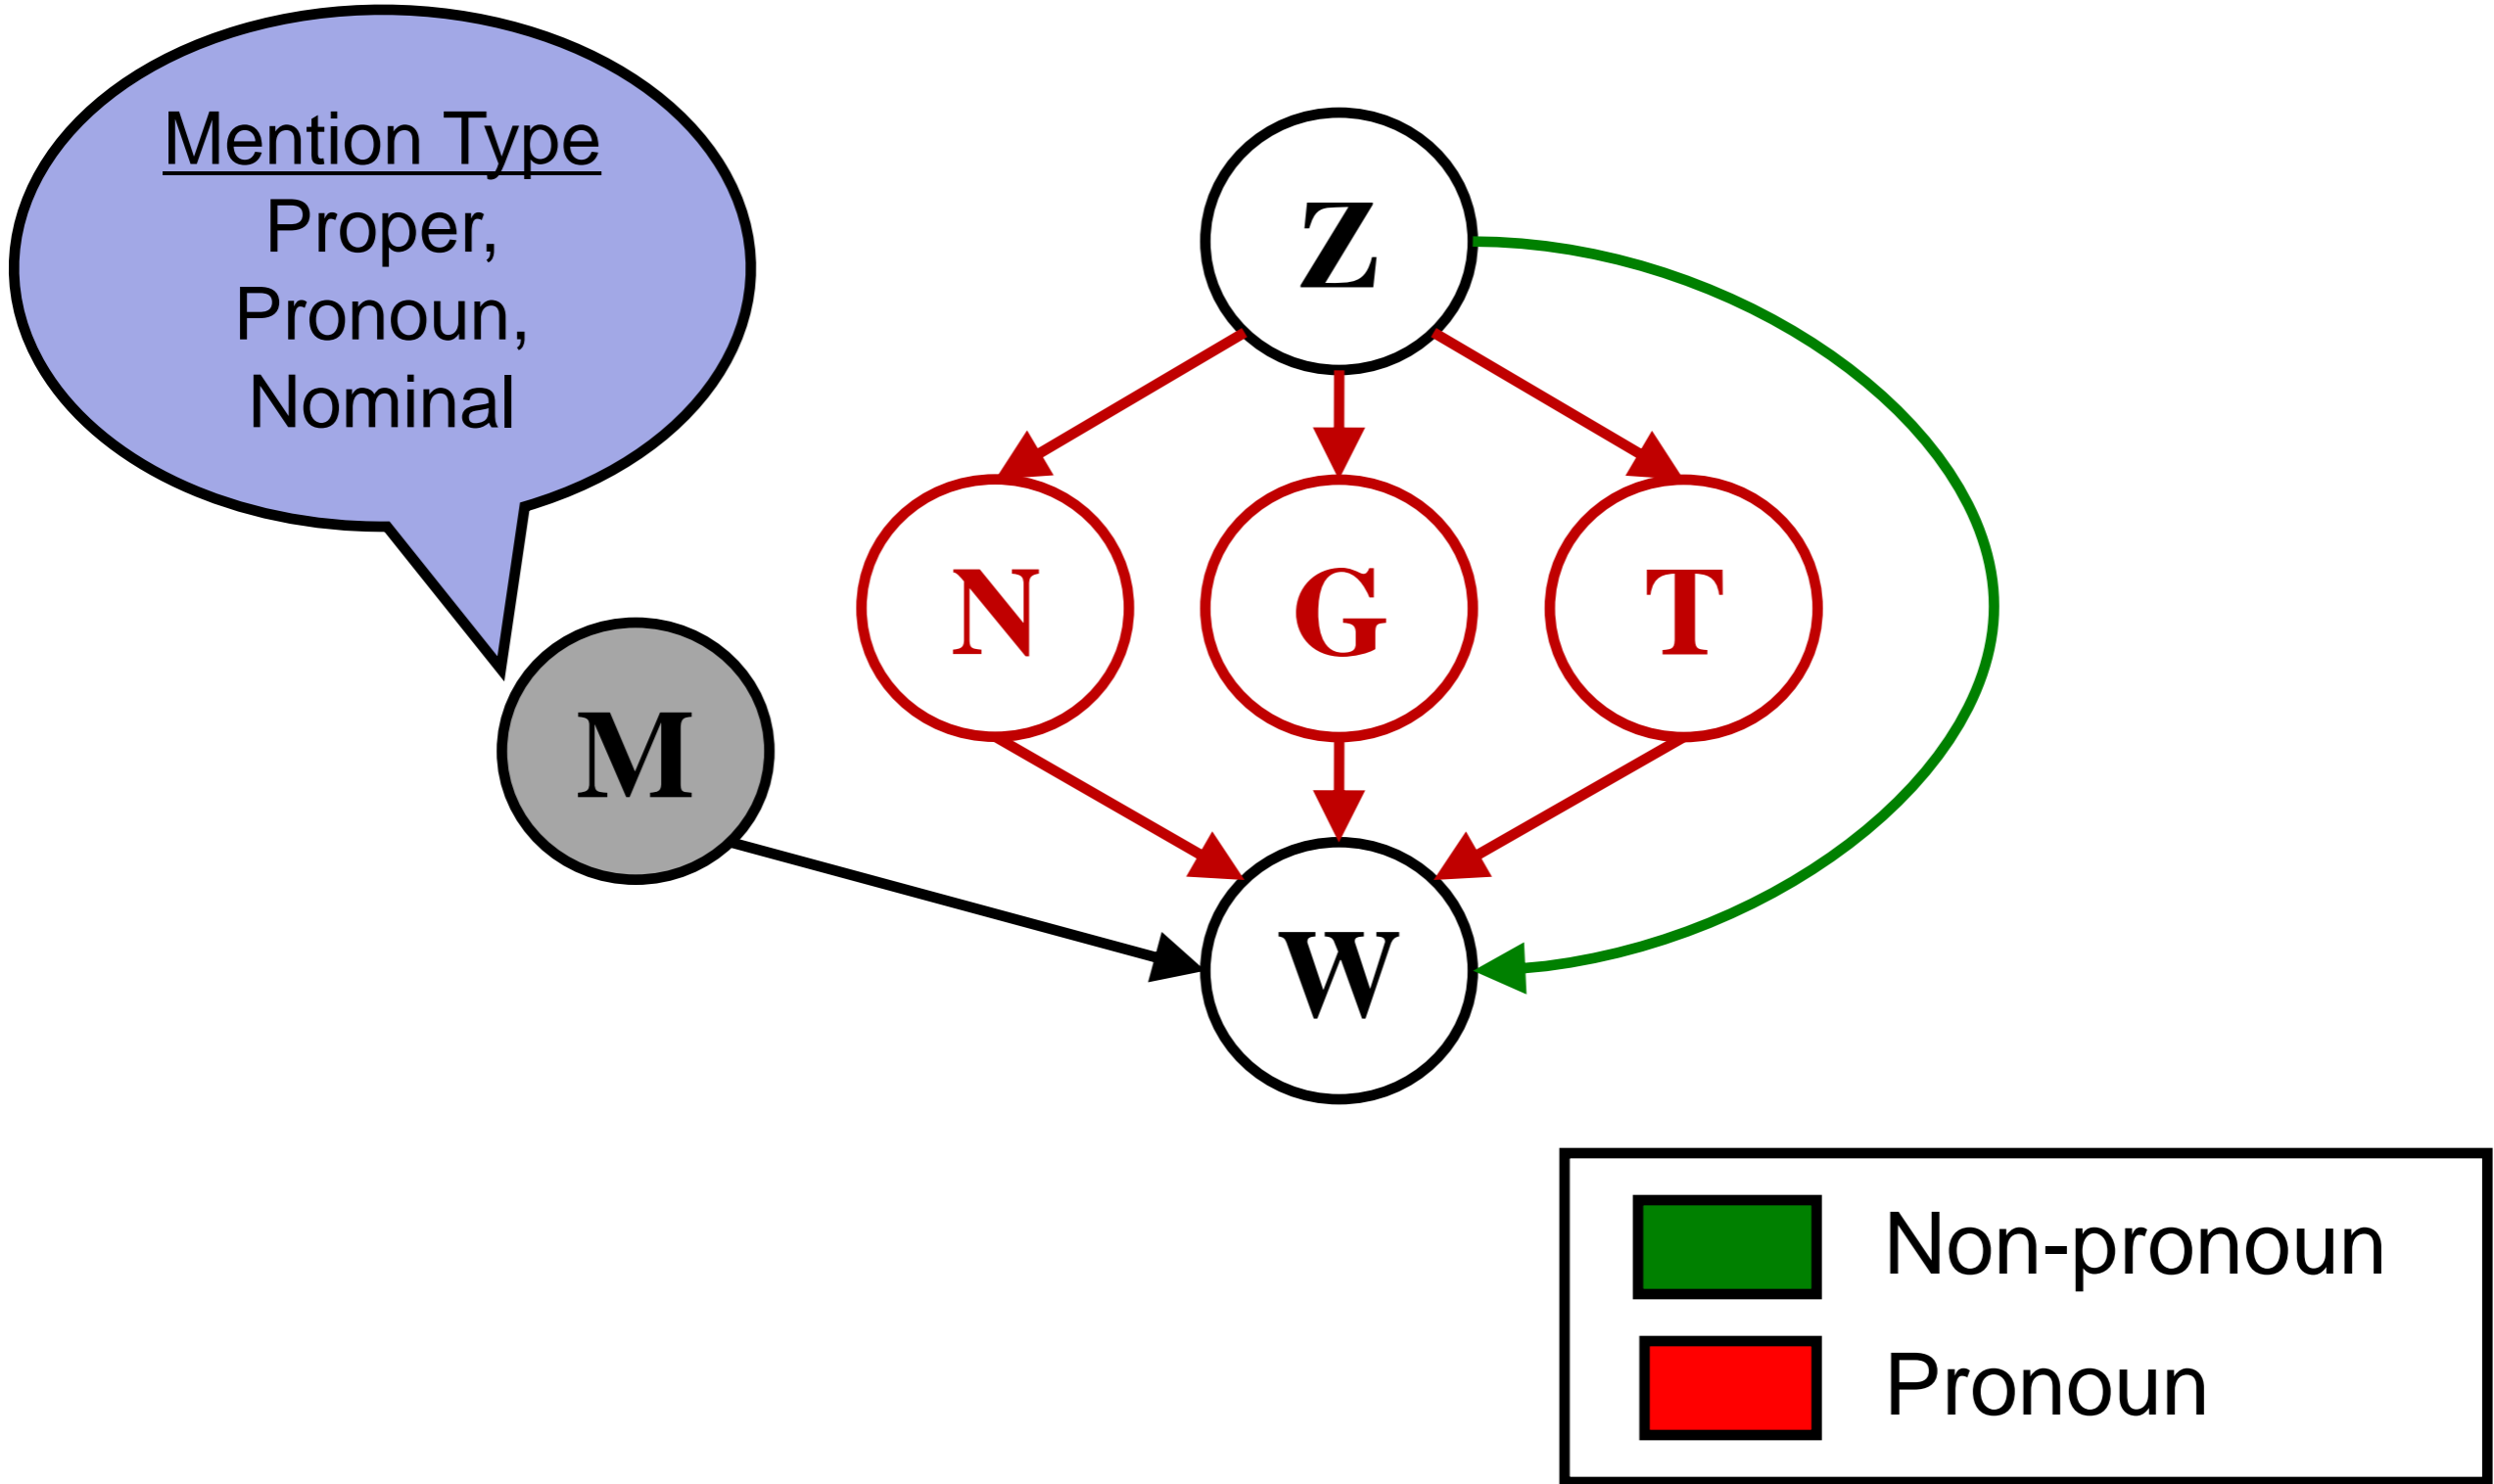 Mention Type
Proper,
Pronoun,
Nominal
Z
N G T
M
W
Non-pronoun
Pronoun